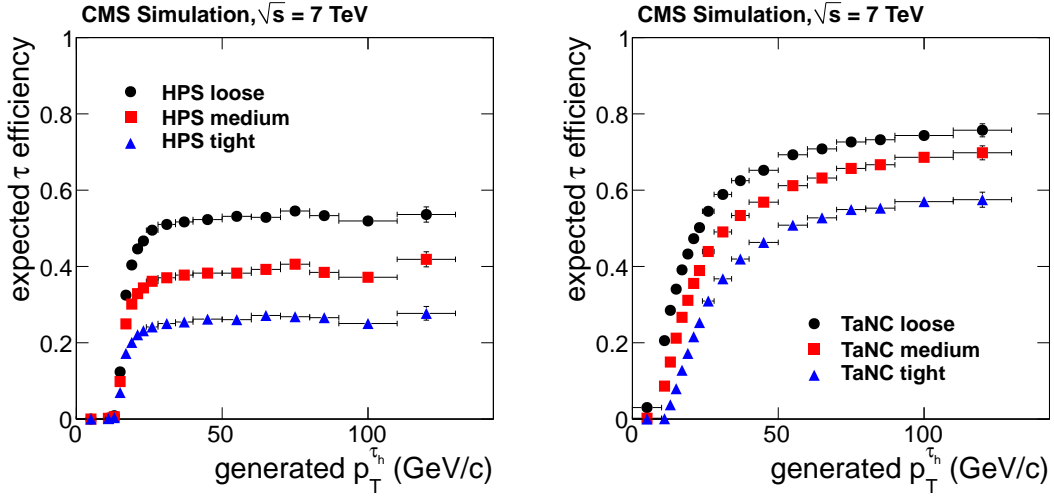 CMS Simulation, √s = 7 TeV
expected τ efficiency
1
0.8
0.6
0.4
0.2
0
HPS loose
HPS medium
HPS tight
0 50 100
generated p_T^{τ_h} (GeV/c)
CMS Simulation, √s = 7 TeV
expected τ efficiency
1
0.8
0.6
0.4
0.2
0
TaNC loose
TaNC medium
TaNC tight
0 50 100
generated p_T^{τ_h} (GeV/c)